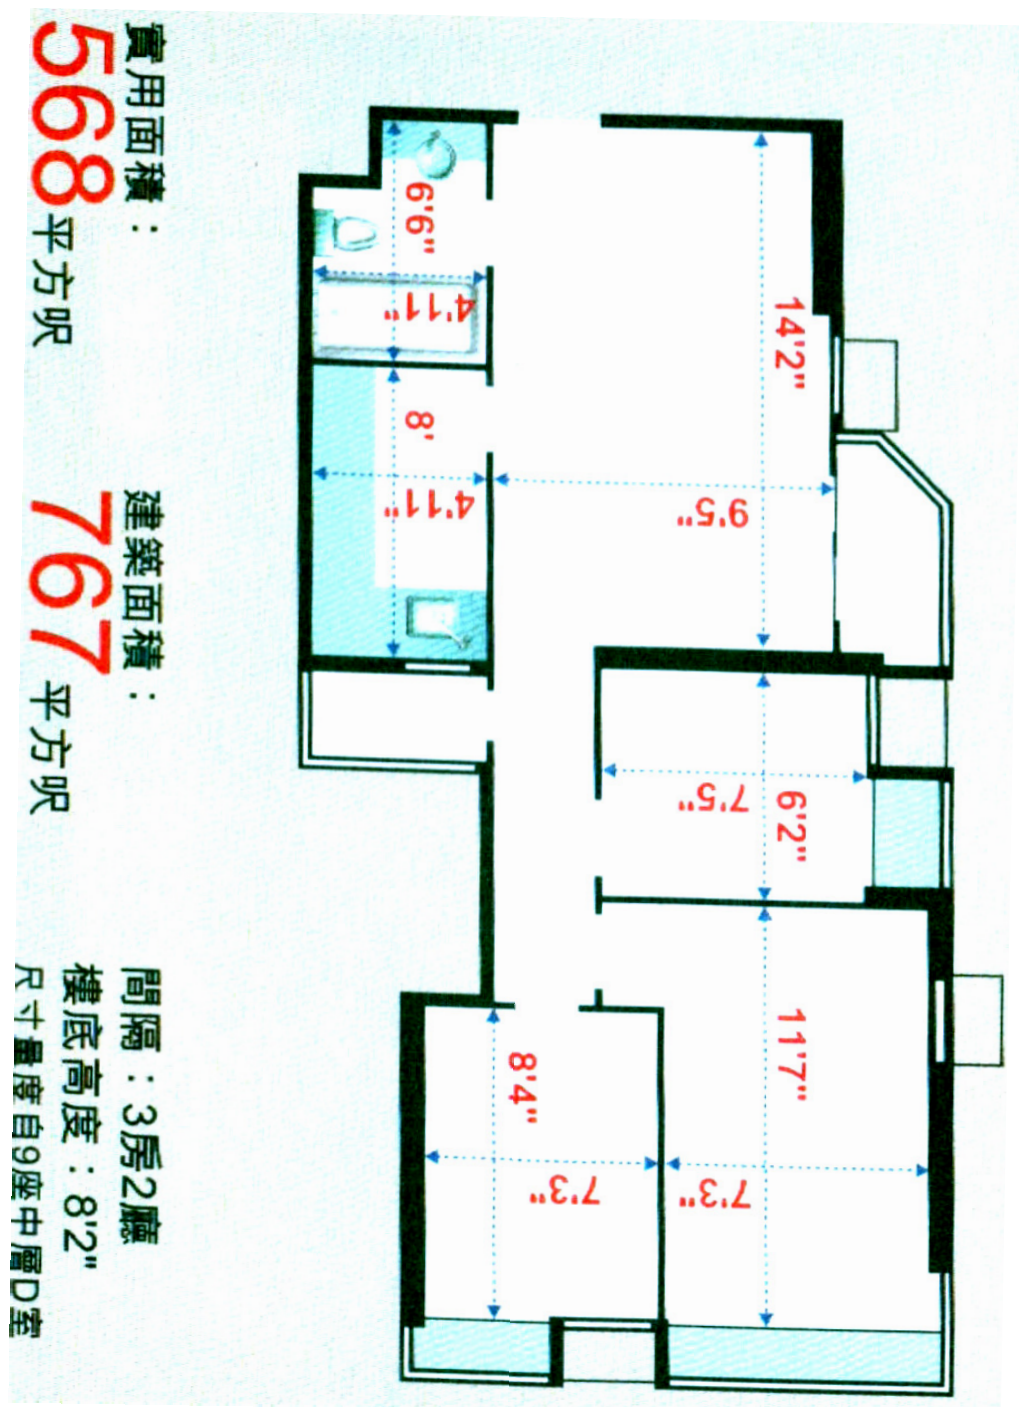 實用面積：
568平方呎
建築面積：
767平方呎
間隔：3房2廳
樓底高度：8'2"
尺寸量度自9座中層D室
6'6"
4'11"
8'
4'11"
14'2"
9'5"
6'2"
7'5"
11'7"
7'3"
8'4"
7'3"